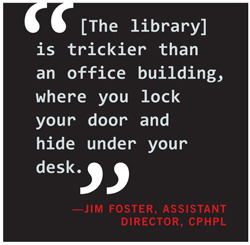 “[The library]
is trickier than
an office building,
where you lock
your door and
hide under your
desk.”
—JIM FOSTER, ASSISTANT
DIRECTOR, CPHPL